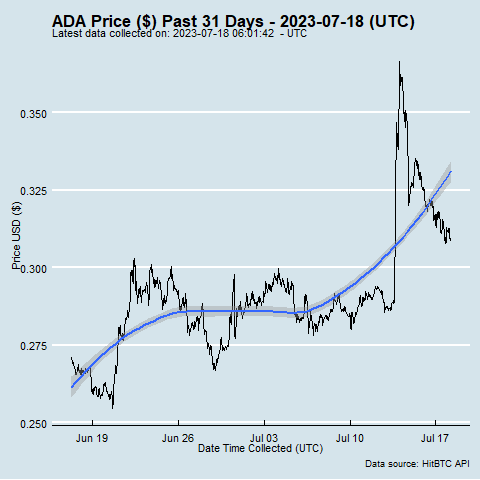 ADA Price ($) Past 31 Days - 2023-07-18 (UTC)
Latest data collected on: 2023-07-18 06:01:42  - UTC
Price USD ($)
0.350
0.325
0.300
0.275
0.250
Jun 19
Jun 26
Jul 03
Jul 10
Jul 17
Date Time Collected (UTC)
Data source: HitBTC API